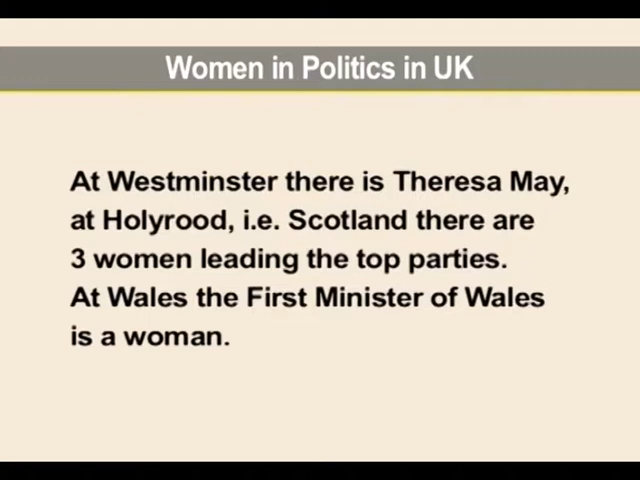 Women in Politics in UK
At Westminster there is Theresa May,
at Holyrood, i.e. Scotland there are
3 women leading the top parties.
At Wales the First Minister of Wales
is a woman.